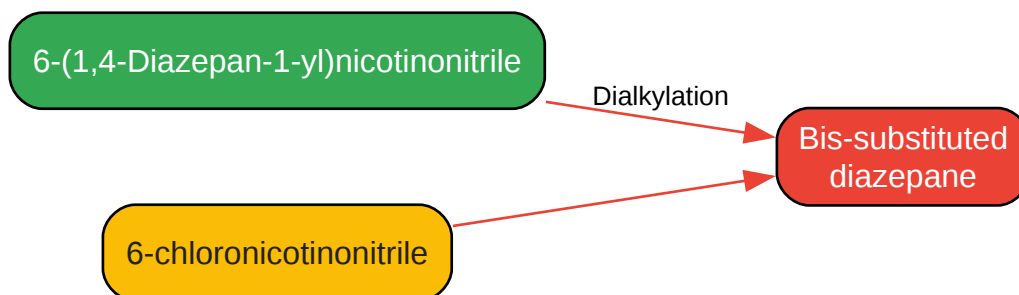 6-(1,4-Diazepan-1-yl)nicotinonitrile
Dialkylation
Bis-substituted
diazepane
6-chloronicotinonitrile